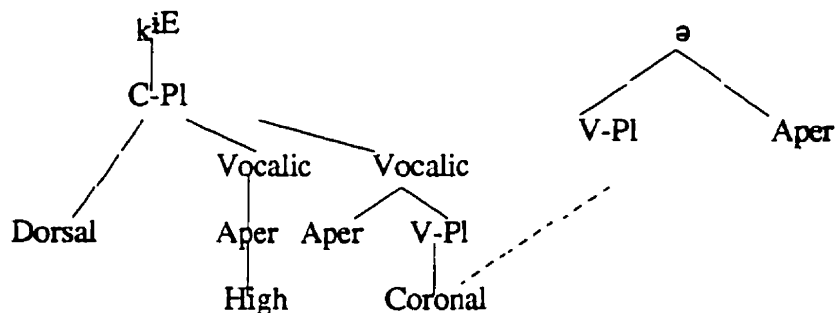 kⁱE ə
C-Pl
V-Pl Aper
Vocalic Vocalic
Dorsal Aper Aper V-Pl
High Coronal